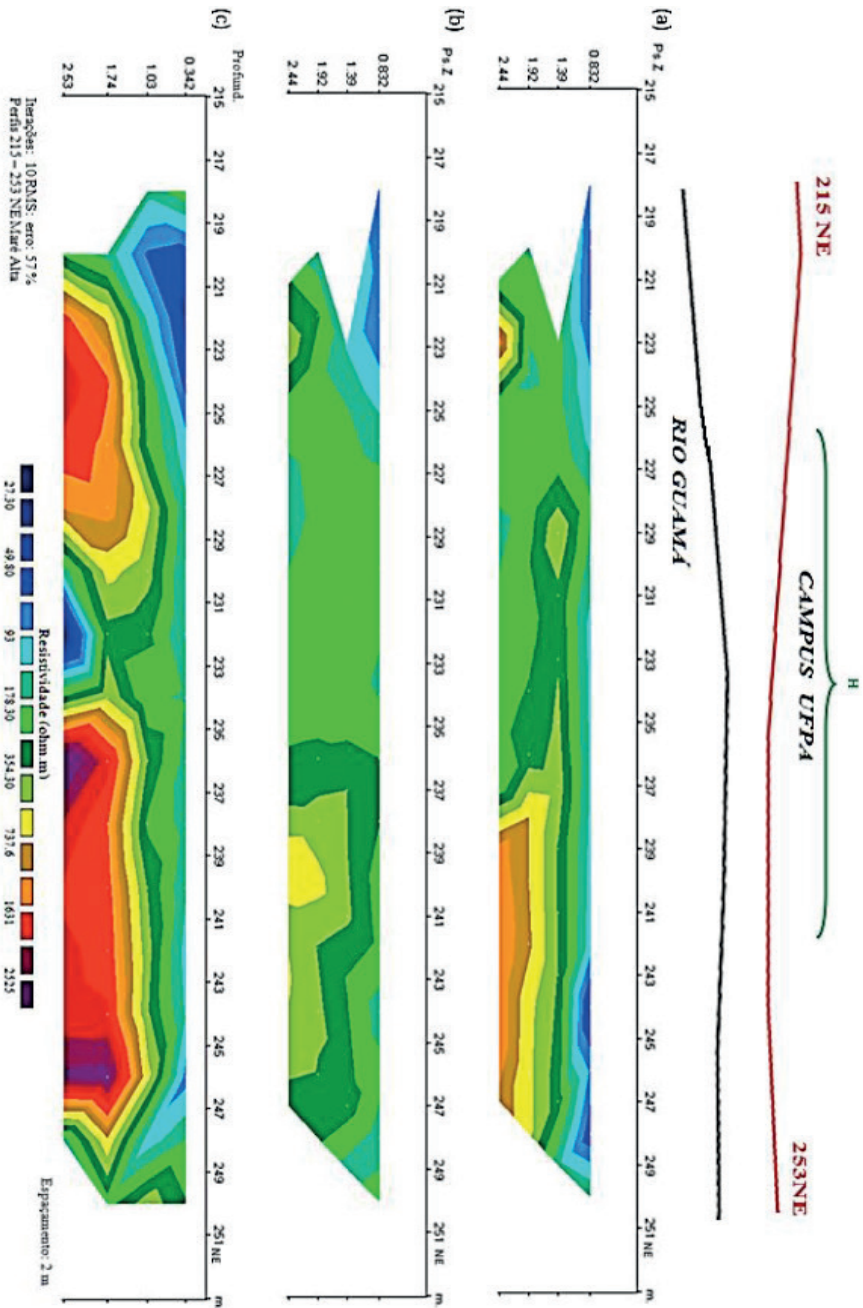 H
CAMPUS UFPA
215 NE
253NE
RIO GUAMÁ
(a)
Ps.Z
215 217 219 221 223 225 227 229 231 233 235 237 239 241 243 245 247 249 251 NE m.
0.832
1.39
1.92
2.44
(b)
Ps.Z
215 217 219 221 223 225 227 229 231 233 235 237 239 241 243 245 247 249 251 NE m.
0.832
1.39
1.92
2.44
(c)
Profund.
215 217 219 221 223 225 227 229 231 233 235 237 239 241 243 245 247 249 251 NE m.
0.342
1.03
1.74
2.53
Iterações: 10 RMS: erro: 57 %
Perfis 215 – 253 NE Maré Alta
Resistividade (ohm.m)
27.30 49.80 93 178.30 354.30 737.6 1631 2525
Espaçamento: 2 m